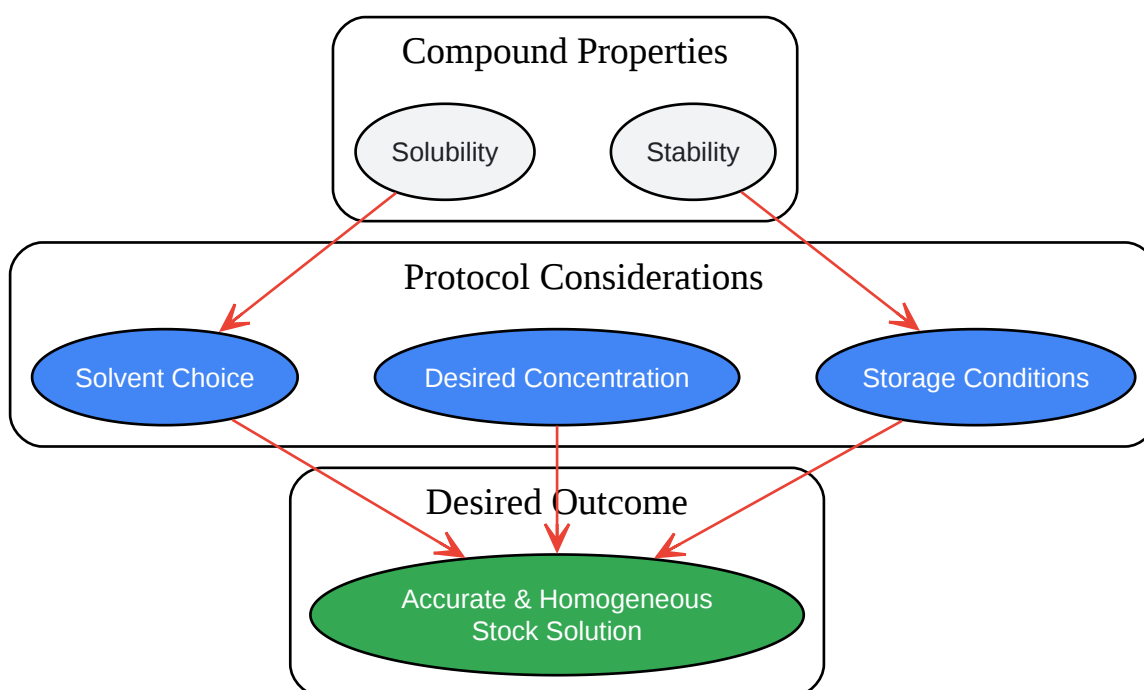 Compound Properties
Solubility
Stability
Protocol Considerations
Solvent Choice
Desired Concentration
Storage Conditions
Desired Outcome
Accurate & Homogeneous
Stock Solution